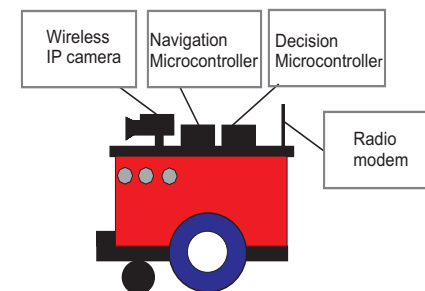 Wireless
IP camera
Navigation
Microcontroller
Decision
Microcontroller
Radio
modem